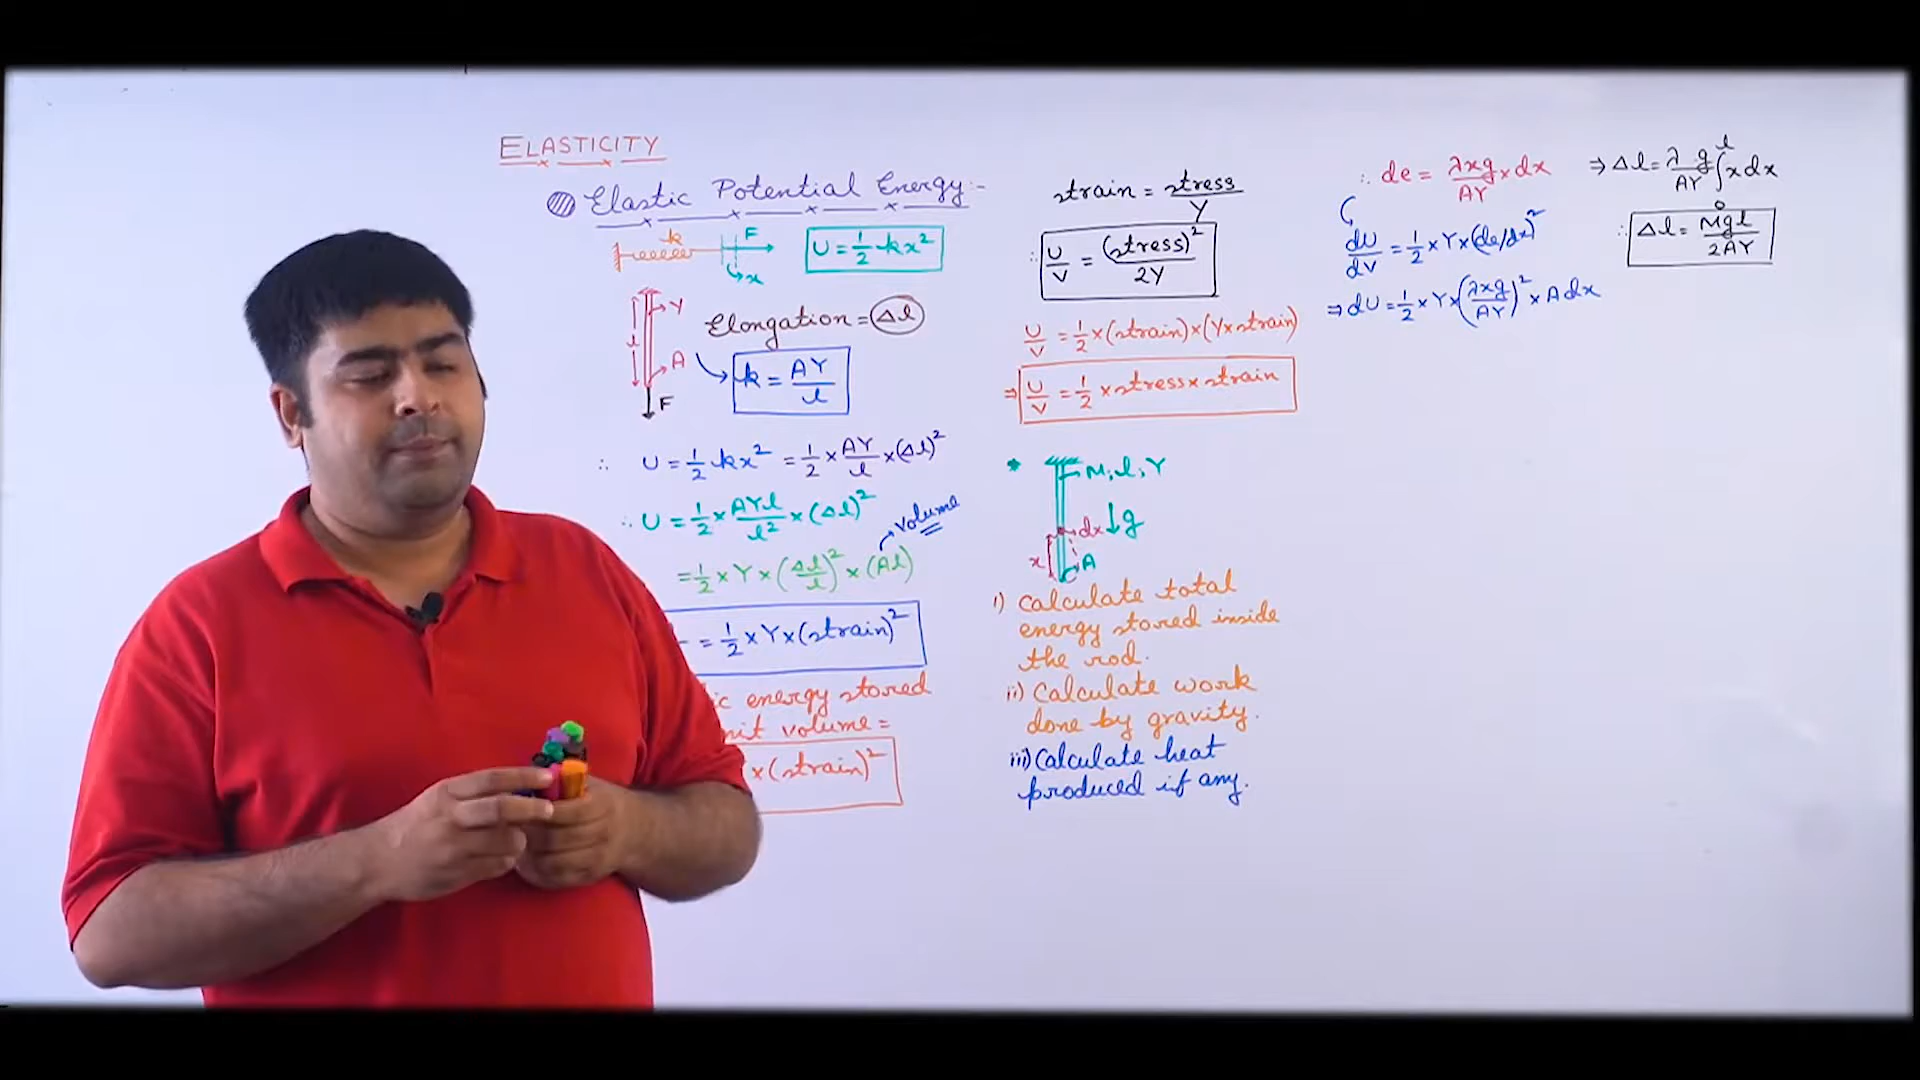 ELASTICITY
Elastic Potential Energy:-
k F
x
U = 1/2 kx²
Y
l
A
F
Elongation = Δl
k = AY/l
∴ U = 1/2 kx² = 1/2 × AY/l × (Δl)²
∴ U = 1/2 × AYl/l² × (Δl)²
volume
= 1/2 × Y × (Δl/l)² × (Al)
= 1/2 × Y × (strain)²
ic energy stored
nit volume =
× (strain)²
strain = stress/Y
∴ U/V = (stress)²/2Y
U/V = 1/2 × (strain) × (Y × strain)
⇒ U/V = 1/2 × stress × strain
* M, l, Y
dx ↓g
x A
i) Calculate total
energy stored inside
the rod.
ii) Calculate work
done by gravity.
iii) Calculate heat
produced if any.
∴ de = λxg/AY × dx
dU/dV = 1/2 × Y × (de/dx)²
⇒ dU = 1/2 × Y × (λxg/AY)² × A dx
⇒ Δl = λg/AY ∫₀ˡ x dx
∴ Δl = Mgl/2AY